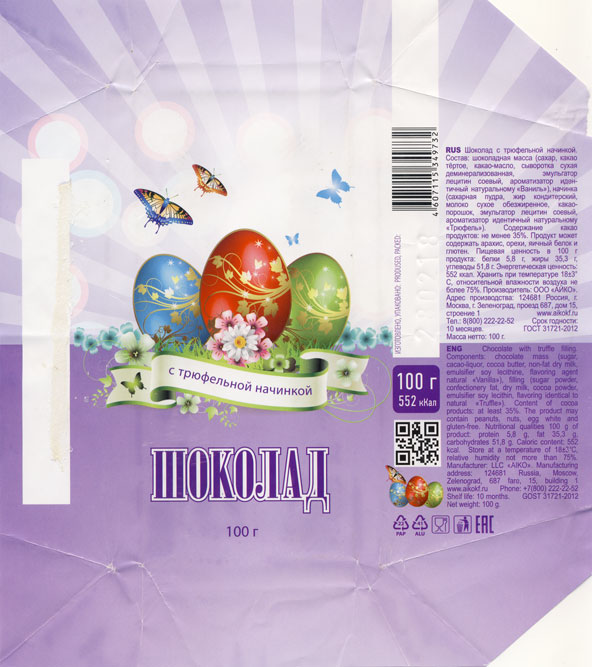 с трюфельной начинкой
ШОКОЛАД
100 г
4607115434973
ИЗГОТОВЛЕНО, УПАКОВАНО: PRODUSED, PACKED:
218
100 г
552 кКал
RUS Шоколад с трюфельной начинкой.
Состав: шоколадная масса (сахар, какао
тёртое, какао-масло, сыворотка сухая
деминерализованная, эмульгатор
лецитин соевый, ароматизатор иден-
тичный натуральному «Ваниль»), начинка
(сахарная пудра, жир кондитерский,
молоко сухое обезжиренное, какао-
порошок, эмульгатор лецитин соевый,
ароматизатор идентичный натуральному
«Трюфель»). Содержание какао
продуктов: не менее 35%. Продукт может
содержать арахис, орехи, яичный белок и
глютен. Пищевая ценность в 100 г
продукта: белки 5,8 г, жиры 35,3 г,
углеводы 51,8 г. Энергетическая ценность:
552 ккал. Хранить при температуре 18±3°
С, относительной влажности воздуха не
более 75%. Производитель: ООО «АЙКО».
Адрес производства: 124681 Россия, г.
Москва, г. Зеленоград, проезд 687, дом 15,
строение 1 www.aikokf.ru
Тел.: 8(800) 222-22-52 Срок годности:
10 месяцев. ГОСТ 31721-2012
Масса нетто: 100 г.
ENG Chocolate with truffle filling.
Components: chocolate mass (sugar,
cacao-liquor, cocoa butter, non-fat dry milk,
emulsifier soy lecithine, flavoring agent
natural «Vanilla»), filling (sugar powder,
confectionery fat, dry milk, cocoa powder,
emulsifier soy lecithin, flavoring identical to
natural «Truffle»). Content of cocoa
products: at least 35%. The product may
contain peanuts, nuts, egg white and
gluten-free. Nutritional qualities 100 g of
product: protein 5,8 g, fat 35,3 g,
carbohydrates 51,8 g. Caloric content: 552
kcal. Store at a temperature of 18±3°C,
relative humidity not more than 75%.
Manufacturer: LLC «AIKO». Manufacturing
address: 124681 Russia, Moscow,
Zelenograd, 687 faro, 15, building 1
www.aikokf.ru Phone: +7(800) 222-22-52
Shelf life: 10 months. GOST 31721-2012
Net weight: 100 g.
PAP
ALU
EAC